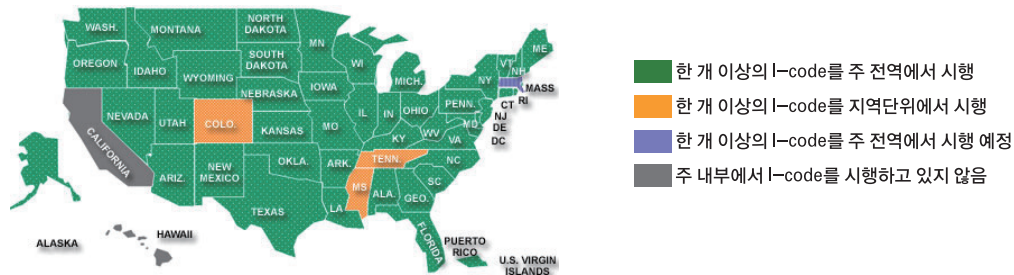 WASH.
MONTANA
NORTH
DAKOTA
MN
ME
OREGON
IDAHO
SOUTH
DAKOTA
WI
VT
NH
WYOMING
MICH.
NY
MASS
NEBRASKA
IOWA
PENN.
CT
RI
NEVADA
UTAH
COLO.
KANSAS
MO
IL
IN
OHIO
WV
VA
MD
NJ
DE
DC
KY
CALIFORNIA
ARIZ.
NEW
MEXICO
OKLA.
ARK.
TENN.
NC
SC
TEXAS
LA
MS
ALA.
GEO.
FLORIDA
ALASKA
HAWAII
PUERTO
RICO
U.S. VIRGIN
ISLANDS
한 개 이상의 I-code를 주 전역에서 시행
한 개 이상의 I-code를 지역단위에서 시행
한 개 이상의 I-code를 주 전역에서 시행 예정
주 내부에서 I-code를 시행하고 있지 않음